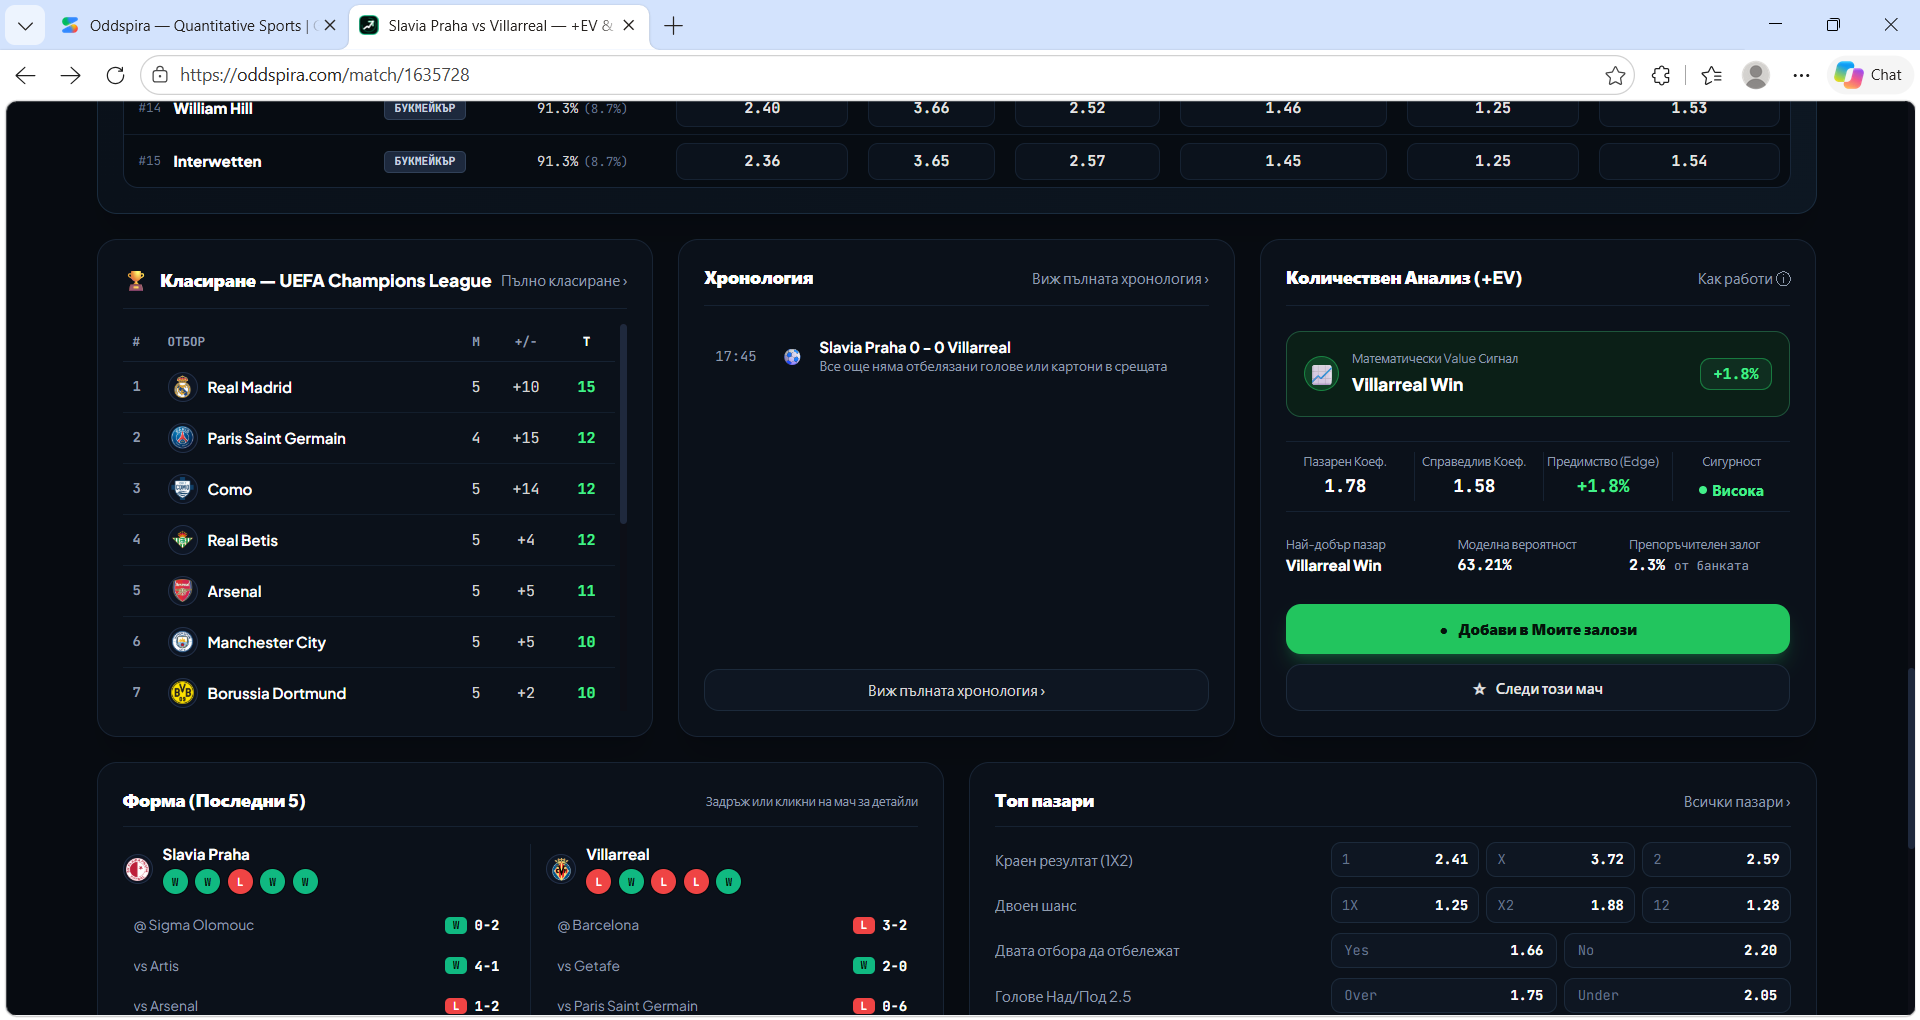 Oddspira — Quantitative Sports |
Slavia Praha vs Villarreal — +EV &
https://oddspira.com/match/1635728
Chat
#14 William Hill БУКМЕЙКЪР 91.3% (8.7%) 2.40 3.66 2.52 1.46 1.25 1.53
#15 Interwetten БУКМЕЙКЪР 91.3% (8.7%) 2.36 3.65 2.57 1.45 1.25 1.54
Класиране — UEFA Champions League Пълно класиране ›
# ОТБОР М +/- Т
1 Real Madrid 5 +10 15
2 Paris Saint Germain 4 +15 12
3 Como 5 +14 12
4 Real Betis 5 +4 12
5 Arsenal 5 +5 11
6 Manchester City 5 +5 10
7 Borussia Dortmund 5 +2 10
Хронология Виж пълната хронология ›
17:45 Slavia Praha 0 - 0 Villarreal
Все още няма отбелязани голове или картони в срещата
Виж пълната хронология ›
Количествен Анализ (+EV) Как работи
Математически Value Сигнал
Villarreal Win
+1.8%
Пазарен Коеф. Справедлив Коеф. Предимство (Edge) Сигурност
1.78 1.58 +1.8% Висока
Най-добър пазар Моделна вероятност Препоръчителен залог
Villarreal Win 63.21% 2.3% от банката
• Добави в Моите залози
☆ Следи този мач
Форма (Последни 5) Задръж или кликни на мач за детайли
Slavia Praha
W W L W W
@ Sigma Olomouc W 0-2
vs Artis W 4-1
vs Arsenal L 1-2
Villarreal
L W L L W
@ Barcelona L 3-2
vs Getafe W 2-0
vs Paris Saint Germain L 0-6
Топ пазари Всички пазари ›
Краен резултат (1X2) 1 2.41 X 3.72 2 2.59
Двоен шанс 1X 1.25 X2 1.88 12 1.28
Двата отбора да отбележат Yes 1.66 No 2.20
Голове Над/Под 2.5 Over 1.75 Under 2.05